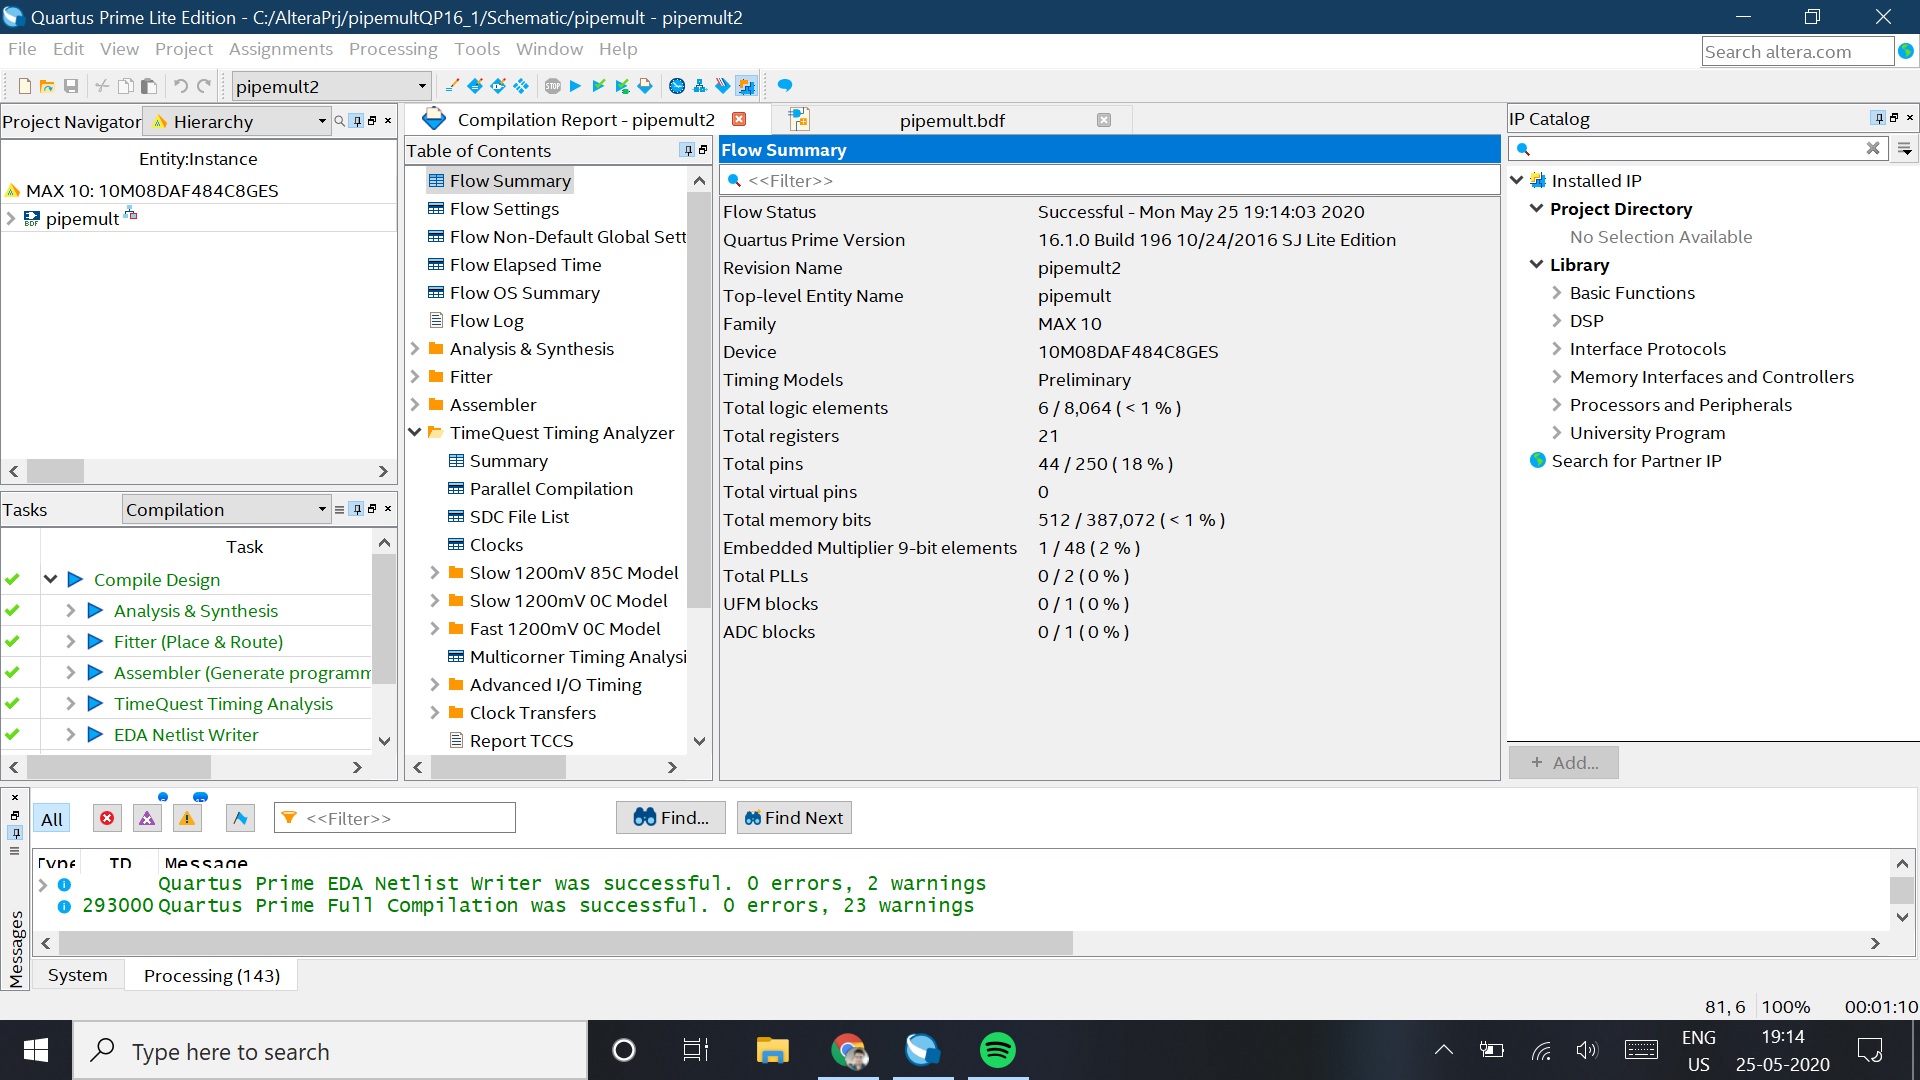 Quartus Prime Lite Edition - C:/AlteraPrj/pipemultQP16_1/Schematic/pipemult - pipemult2
File Edit View Project Assignments Processing Tools Window Help
Search altera.com
pipemult2
Project Navigator Hierarchy
Entity:Instance
MAX 10: 10M08DAF484C8GES
pipemult
Tasks Compilation
Task
Compile Design
Analysis & Synthesis
Fitter (Place & Route)
Assembler (Generate programm
TimeQuest Timing Analysis
EDA Netlist Writer
Compilation Report - pipemult2
pipemult.bdf
Table of Contents
Flow Summary
Flow Settings
Flow Non-Default Global Sett
Flow Elapsed Time
Flow OS Summary
Flow Log
Analysis & Synthesis
Fitter
Assembler
TimeQuest Timing Analyzer
Summary
Parallel Compilation
SDC File List
Clocks
Slow 1200mV 85C Model
Slow 1200mV 0C Model
Fast 1200mV 0C Model
Multicorner Timing Analysi
Advanced I/O Timing
Clock Transfers
Report TCCS
Flow Summary
<<Filter>>
Flow Status Successful - Mon May 25 19:14:03 2020
Quartus Prime Version 16.1.0 Build 196 10/24/2016 SJ Lite Edition
Revision Name pipemult2
Top-level Entity Name pipemult
Family MAX 10
Device 10M08DAF484C8GES
Timing Models Preliminary
Total logic elements 6 / 8,064 ( < 1 % )
Total registers 21
Total pins 44 / 250 ( 18 % )
Total virtual pins 0
Total memory bits 512 / 387,072 ( < 1 % )
Embedded Multiplier 9-bit elements 1 / 48 ( 2 % )
Total PLLs 0 / 2 ( 0 % )
UFM blocks 0 / 1 ( 0 % )
ADC blocks 0 / 1 ( 0 % )
IP Catalog
Installed IP
Project Directory
No Selection Available
Library
Basic Functions
DSP
Interface Protocols
Memory Interfaces and Controllers
Processors and Peripherals
University Program
Search for Partner IP
+ Add...
All <<Filter>> Find... Find Next
Type ID Message
Quartus Prime EDA Netlist Writer was successful. 0 errors, 2 warnings
293000 Quartus Prime Full Compilation was successful. 0 errors, 23 warnings
Messages
System Processing (143)
81, 6 100% 00:01:10
Type here to search
ENG
US
19:14
25-05-2020